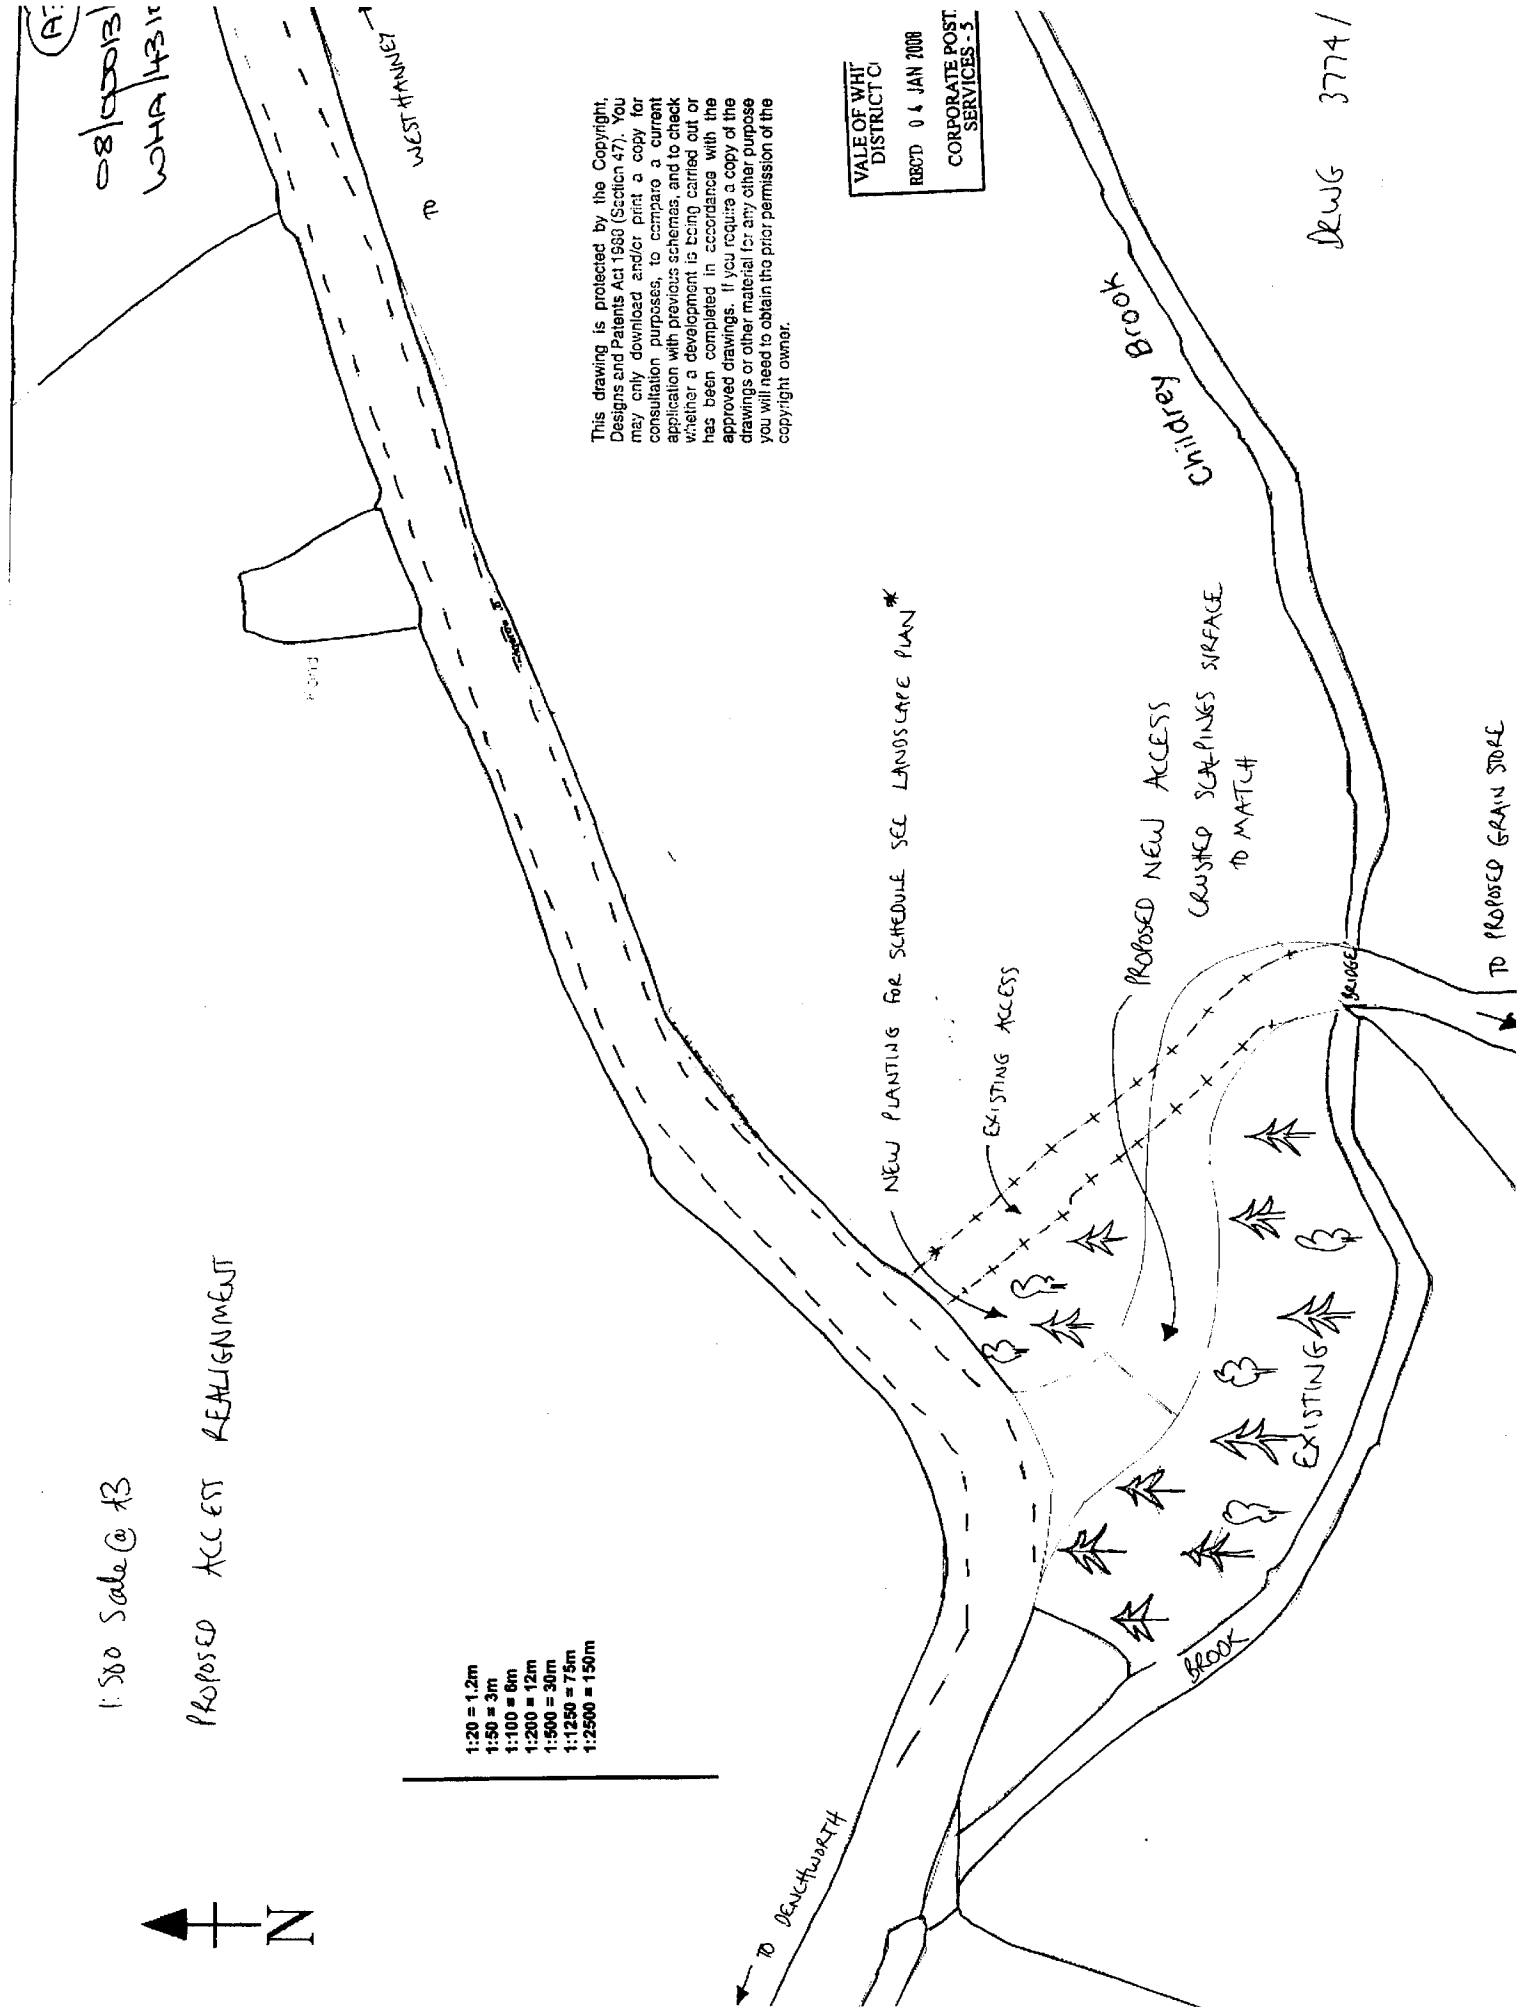 1:500 Scale @ A3
PROPOSED ACCESS REALIGNMENT
N
1:20 = 1.2m
1:50 = 3m
1:100 = 6m
1:200 = 12m
1:500 = 30m
1:1250 = 75m
1:2500 = 150m
WHA/431
TO WEST HANNEY
Pond
This drawing is protected by the Copyright,
Designs and Patents Act 1988 (Section 47). You
may only download and/or print a copy for
consultation purposes, to compare a current
application with previous schemas, and to check
whether a development is being carried out or
has been completed in accordance with the
approved drawings. If you require a copy of the
drawings or other material for any other purpose
you will need to obtain the prior permission of the
copyright owner.
VALE OF WHI
DISTRICT C
REC'D 04 JAN 2008
CORPORATE POST
SERVICES - 5
TO DENCHWORTH
NEW PLANTING FOR SCHEDULE SEE LANDSCAPE PLAN *
EXISTING ACCESS
PROPOSED NEW ACCESS
CRUSHED SCALPINGS SURFACE
TO MATCH
Childrey Brook
BROOK
EXISTING
BRIDGE
TO PROPOSED GRAIN STORE
DRWG 3774/